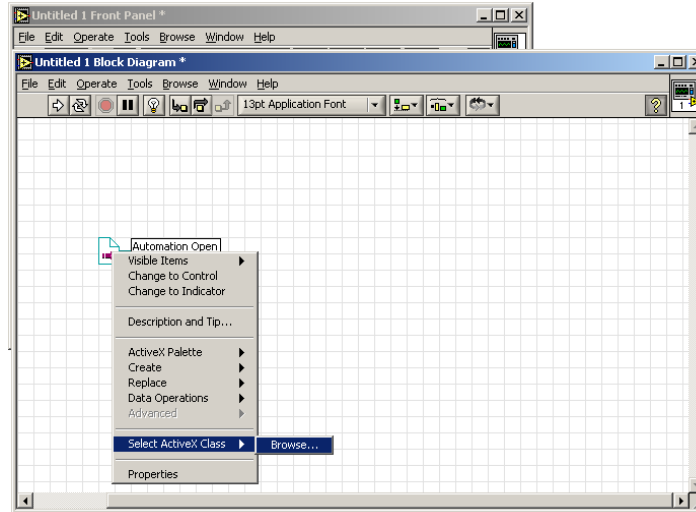 Untitled 1 Front Panel *
File Edit Operate Tools Browse Window Help
Untitled 1 Block Diagram *
File Edit Operate Tools Browse Window Help
13pt Application Font
?
1
Automation Open
Visible Items
Change to Control
Change to Indicator
Description and Tip...
ActiveX Palette
Create
Replace
Data Operations
Advanced
Select ActiveX Class Browse...
Properties